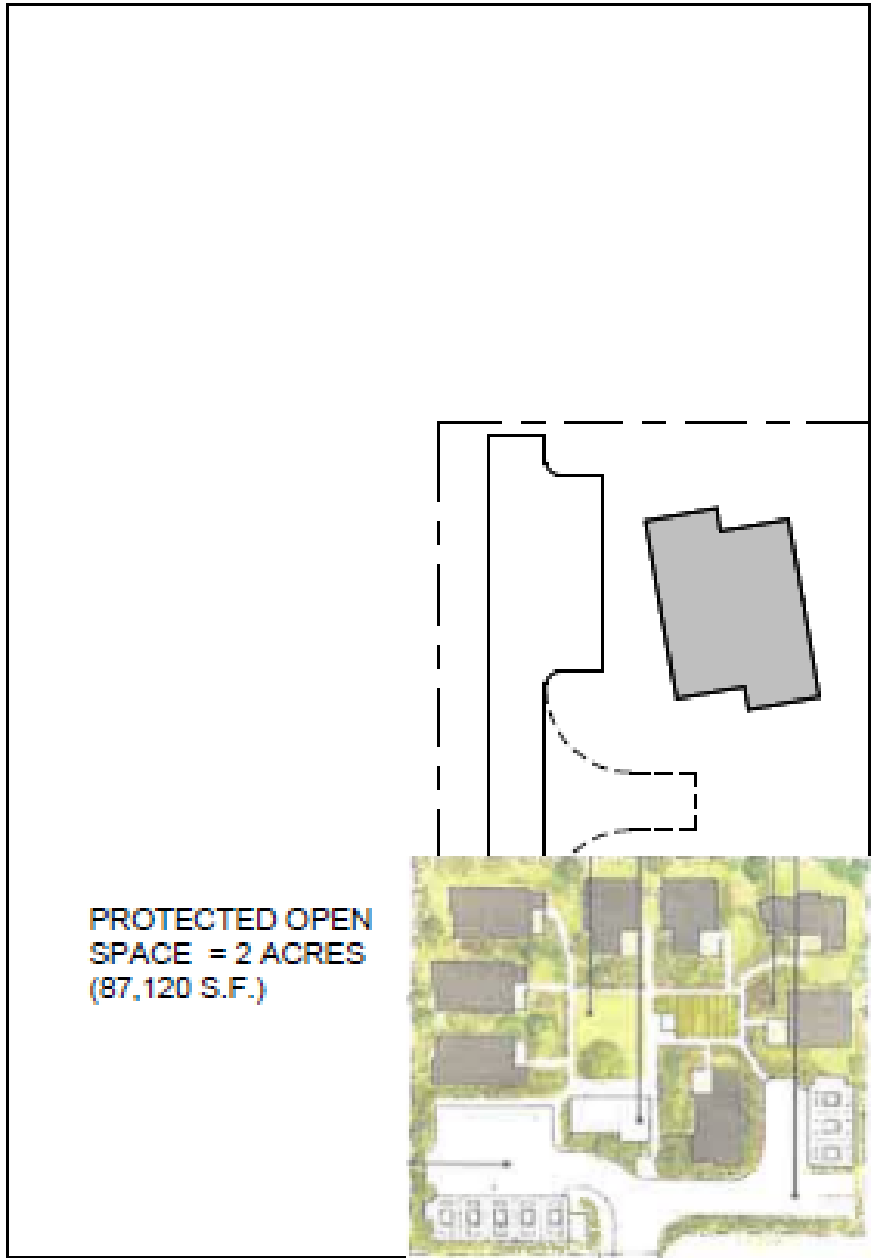 PROTECTED OPEN
SPACE = 2 ACRES
(87,120 S.F.)